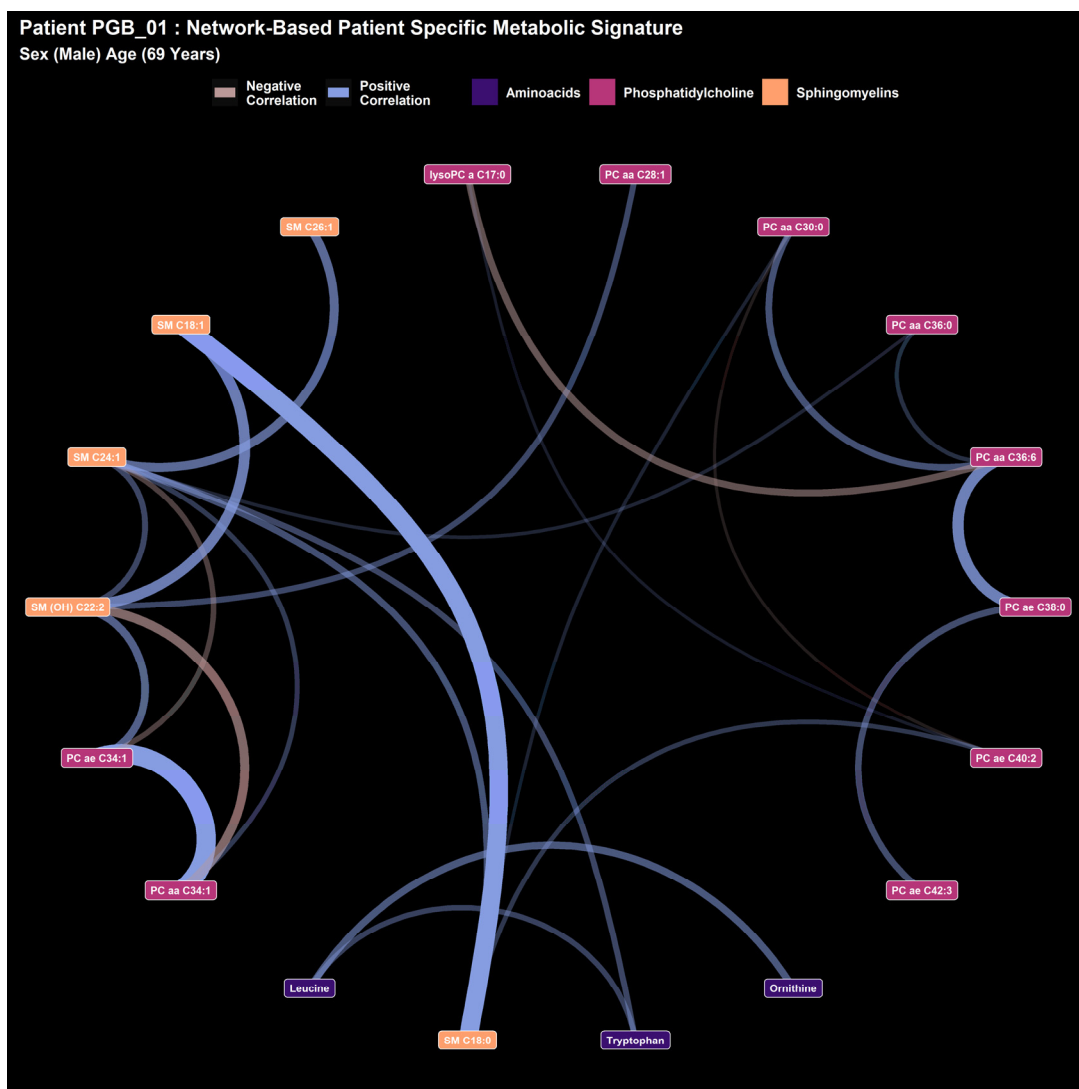 Patient PGB_01 : Network-Based Patient Specific Metabolic Signature
Sex (Male) Age (69 Years)
Negative
Correlation
Positive
Correlation
Aminoacids
Phosphatidylcholine
Sphingomyelins
lysoPC a C17:0
PC aa C28:1
SM C26:1
PC aa C30:0
SM C18:1
PC aa C36:0
SM C24:1
PC aa C36:6
SM (OH) C22:2
PC ae C38:0
PC ae C34:1
PC ae C40:2
PC aa C34:1
PC ae C42:3
Leucine
Ornithine
SM C18:0
Tryptophan